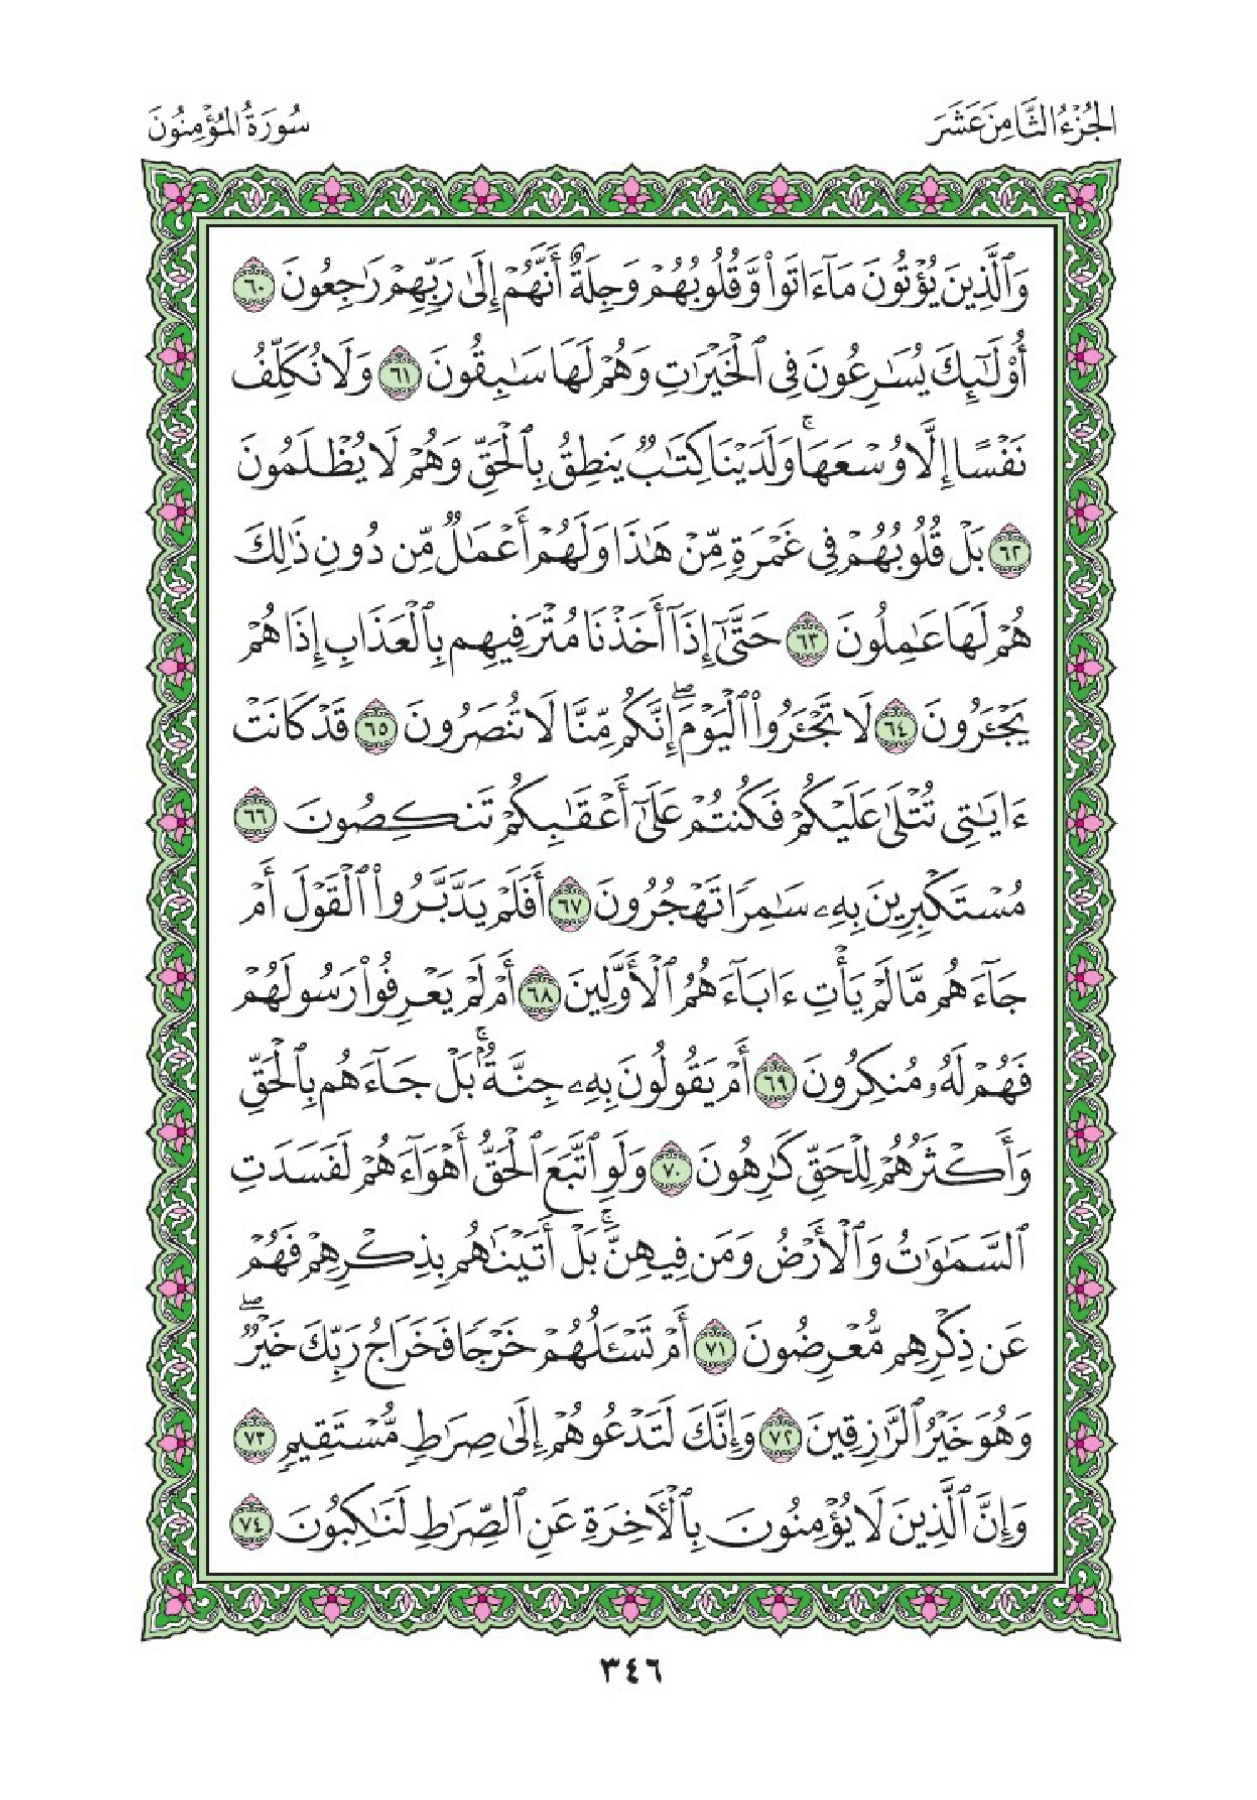 الجُزْءُ الثَّامِنَ عَشَرَ
سُورَةُ المُؤْمِنُونَ
وَٱلَّذِينَ يُؤْتُونَ مَآ ءَاتَوا۟ وَّقُلُوبُهُمْ وَجِلَةٌ أَنَّهُمْ إِلَىٰ رَبِّهِمْ رَٰجِعُونَ ٦٠
أُو۟لَـٰٓئِكَ يُسَـٰرِعُونَ فِى ٱلْخَيْرَٰتِ وَهُمْ لَهَا سَـٰبِقُونَ ٦١ وَلَا نُكَلِّفُ
نَفْسًا إِلَّا وُسْعَهَا ۚ وَلَدَيْنَا كِتَـٰبٌ يَنطِقُ بِٱلْحَقِّ وَهُمْ لَا يُظْلَمُونَ
٦٢ بَلْ قُلُوبُهُمْ فِى غَمْرَةٍ مِّنْ هَـٰذَا وَلَهُمْ أَعْمَـٰلٌ مِّن دُونِ ذَٰلِكَ
هُمْ لَهَا عَـٰمِلُونَ ٦٣ حَتَّىٰٓ إِذَآ أَخَذْنَا مُتْرَفِيهِم بِٱلْعَذَابِ إِذَا هُمْ
يَجْـَٔرُونَ ٦٤ لَا تَجْـَٔرُوا۟ ٱلْيَوْمَ ۖ إِنَّكُم مِّنَّا لَا تُنصَرُونَ ٦٥ قَدْ كَانَتْ
ءَايَـٰتِى تُتْلَىٰ عَلَيْكُمْ فَكُنتُمْ عَلَىٰٓ أَعْقَـٰبِكُمْ تَنكِصُونَ ٦٦
مُسْتَكْبِرِينَ بِهِۦ سَـٰمِرًا تَهْجُرُونَ ٦٧ أَفَلَمْ يَدَّبَّرُوا۟ ٱلْقَوْلَ أَمْ
جَآءَهُم مَّا لَمْ يَأْتِ ءَابَآءَهُمُ ٱلْأَوَّلِينَ ٦٨ أَمْ لَمْ يَعْرِفُوا۟ رَسُولَهُمْ
فَهُمْ لَهُۥ مُنكِرُونَ ٦٩ أَمْ يَقُولُونَ بِهِۦ جِنَّةٌۢ ۚ بَلْ جَآءَهُم بِٱلْحَقِّ
وَأَكْثَرُهُمْ لِلْحَقِّ كَـٰرِهُونَ ٧٠ وَلَوِ ٱتَّبَعَ ٱلْحَقُّ أَهْوَآءَهُمْ لَفَسَدَتِ
ٱلسَّمَـٰوَٰتُ وَٱلْأَرْضُ وَمَن فِيهِنَّ ۚ بَلْ أَتَيْنَـٰهُم بِذِكْرِهِمْ فَهُمْ
عَن ذِكْرِهِم مُّعْرِضُونَ ٧١ أَمْ تَسْـَٔلُهُمْ خَرْجًا فَخَرَاجُ رَبِّكَ خَيْرٌ ۖ
وَهُوَ خَيْرُ ٱلرَّٰزِقِينَ ٧٢ وَإِنَّكَ لَتَدْعُوهُمْ إِلَىٰ صِرَٰطٍ مُّسْتَقِيمٍ ٧٣
وَإِنَّ ٱلَّذِينَ لَا يُؤْمِنُونَ بِٱلْـَٔاخِرَةِ عَنِ ٱلصِّرَٰطِ لَنَـٰكِبُونَ ٧٤
٣٤٦